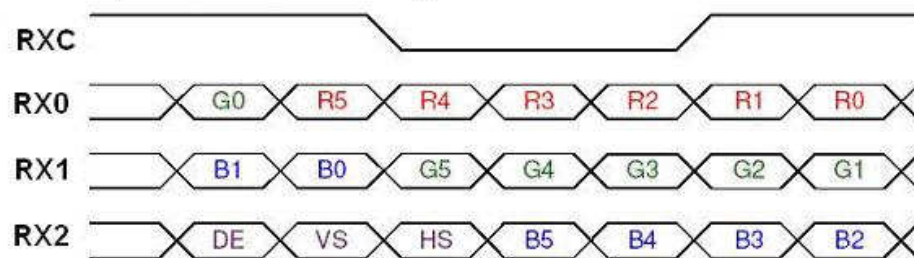 RXC
RX0 G0 R5 R4 R3 R2 R1 R0
RX1 B1 B0 G5 G4 G3 G2 G1
RX2 DE VS HS B5 B4 B3 B2